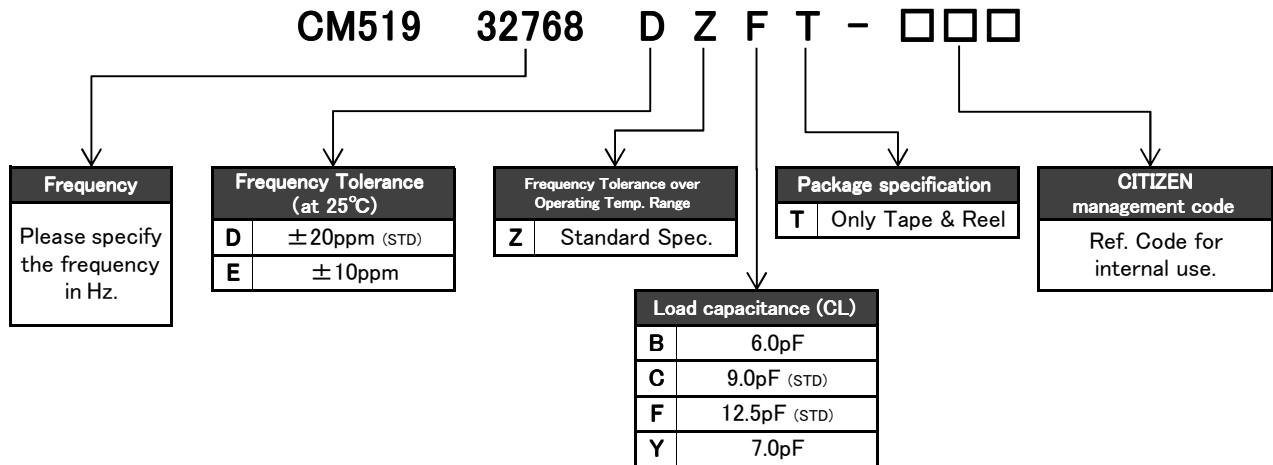 CM519 32768 D Z F T - □□□
Frequency
Please specify
the frequency
in Hz.
Frequency Tolerance
(at 25℃)
D ±20ppm (STD)
E ±10ppm
Frequency Tolerance over
Operating Temp. Range
Z Standard Spec.
Package specification
T Only Tape & Reel
CITIZEN
management code
Ref. Code for
internal use.
Load capacitance (CL)
B 6.0pF
C 9.0pF (STD)
F 12.5pF (STD)
Y 7.0pF